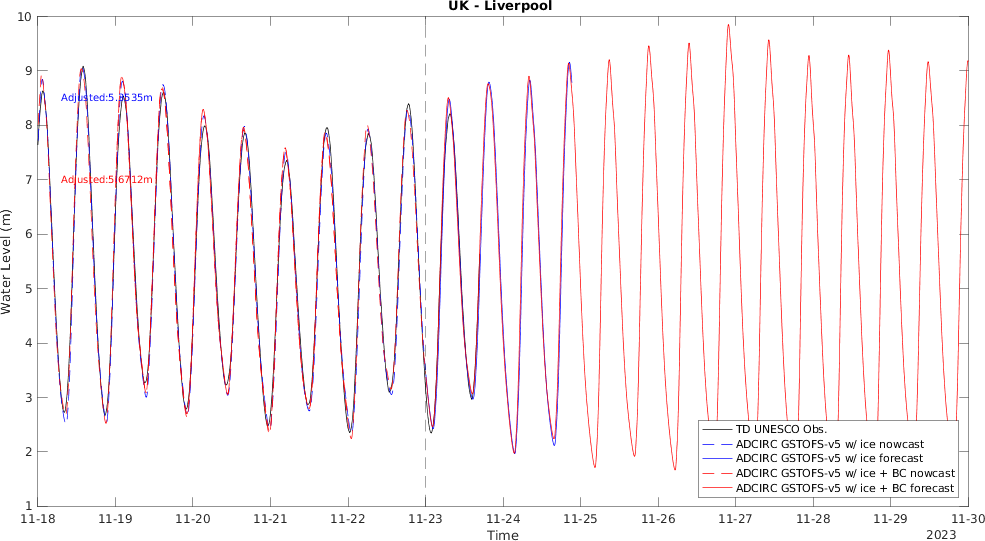 UK - Liverpool
10
9
8
7
6
5
4
3
2
1
Water Level (m)
Adjusted:5.3535m
Adjusted:5.6712m
TD UNESCO Obs.
ADCIRC GSTOFS-v5 w/ ice nowcast
ADCIRC GSTOFS-v5 w/ ice forecast
ADCIRC GSTOFS-v5 w/ ice + BC nowcast
ADCIRC GSTOFS-v5 w/ ice + BC forecast
11-18 11-19 11-20 11-21 11-22 11-23 11-24 11-25 11-26 11-27 11-28 11-29 11-30
Time
2023